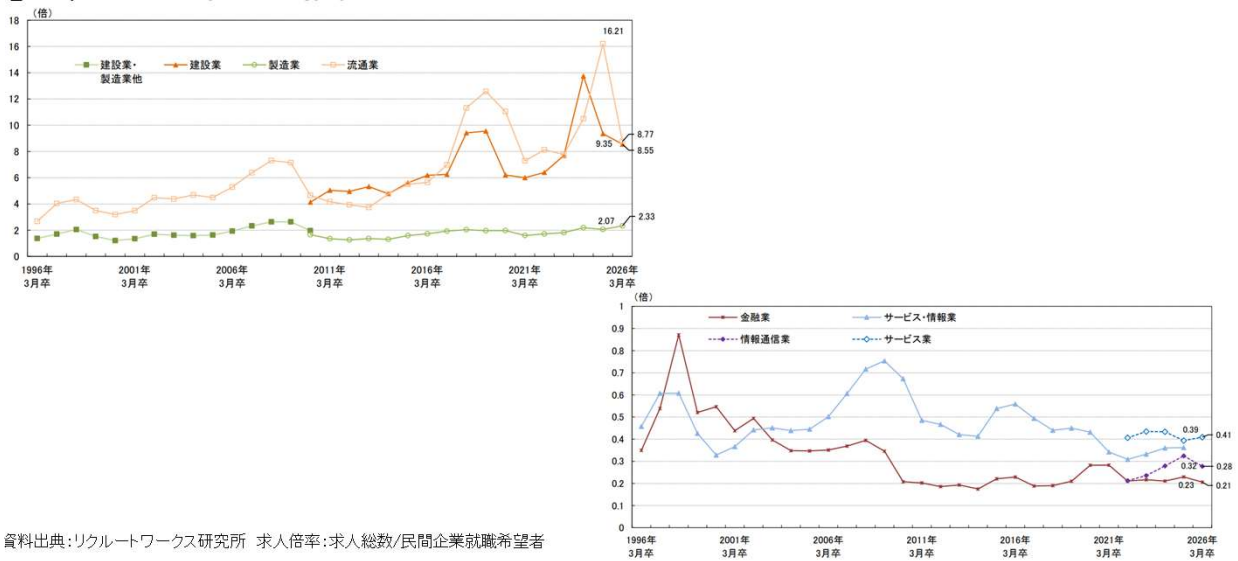 （倍）
18
16
14
12
10
8
6
4
2
0
建設業・
製造業他
建設業
製造業
流通業
16.21
9.35
8.77
8.55
2.07
2.33
1996年
3月卒
2001年
3月卒
2006年
3月卒
2011年
3月卒
2016年
3月卒
2021年
3月卒
2026年
3月卒
（倍）
1
0.9
0.8
0.7
0.6
0.5
0.4
0.3
0.2
0.1
0
金融業
サービス・情報業
情報通信業
サービス業
0.39
0.41
0.32
0.28
0.23
0.21
1996年
3月卒
2001年
3月卒
2006年
3月卒
2011年
3月卒
2016年
3月卒
2021年
3月卒
2026年
3月卒
資料出典:リクルートワークス研究所 求人倍率:求人総数/民間企業就職希望者